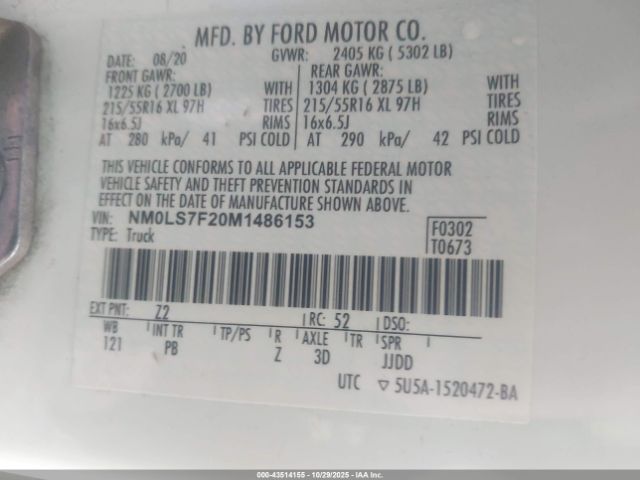 MFD. BY FORD MOTOR CO.
DATE: 08/20 GVWR: 2405 KG ( 5302 LB)
FRONT GAWR: REAR GAWR:
1225 KG ( 2700 LB) WITH 1304 KG ( 2875 LB) WITH
215/55R16 XL 97H TIRES 215/55R16 XL 97H TIRES
16x6.5J RIMS 16x6.5J RIMS
AT 280 kPa/ 41 PSI COLD AT 290 kPa/ 42 PSI COLD
THIS VEHICLE CONFORMS TO ALL APPLICABLE FEDERAL MOTOR
VEHICLE SAFETY AND THEFT PREVENTION STANDARDS IN
EFFECT ON THE DATE OF MANUFACTURE SHOWN ABOVE.
VIN: NM0LS7F20M1486153 F0302
TYPE: Truck T0673
EXT PNT: Z2 RC: 52 DSO:
WB INT TR TP/PS R AXLE TR SPR
121 PB Z 3D JJDD
UTC ▽ 5U5A-1520472-BA
000-43514155 - 10/29/2025 - IAAI